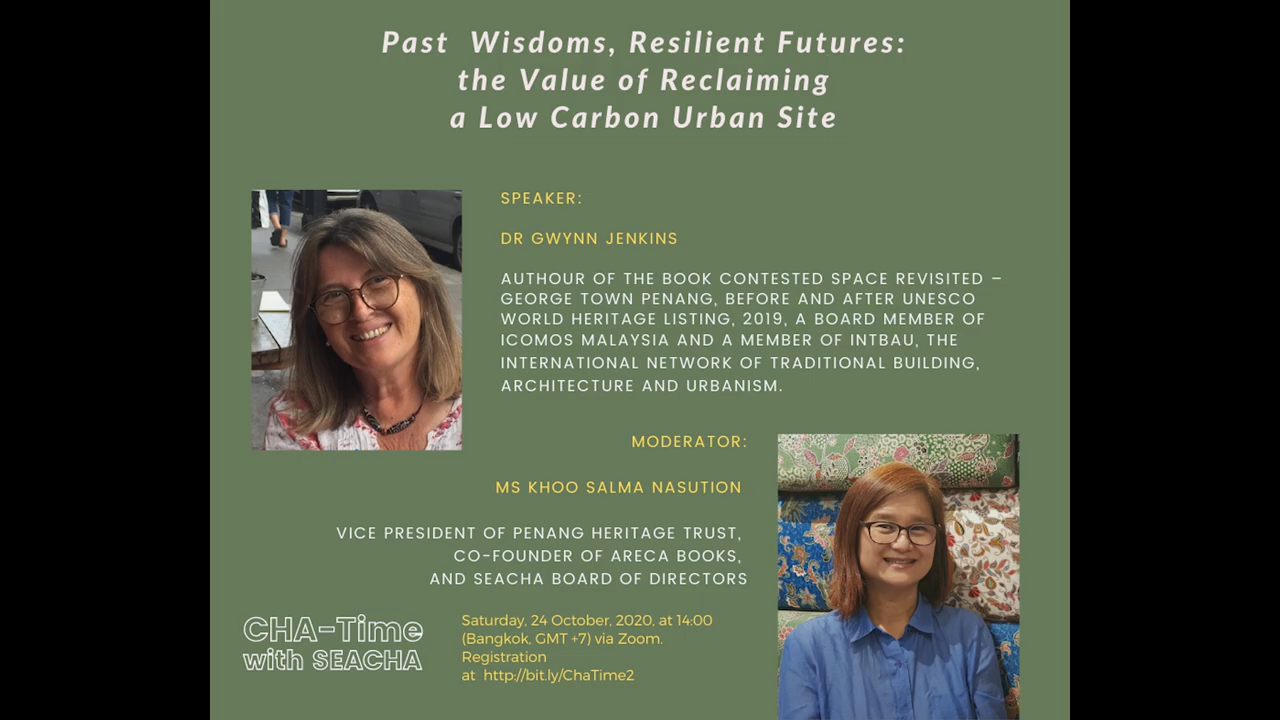 Past Wisdoms, Resilient Futures:
the Value of Reclaiming
a Low Carbon Urban Site
SPEAKER:
DR GWYNN JENKINS
AUTHOUR OF THE BOOK CONTESTED SPACE REVISITED –
GEORGE TOWN PENANG, BEFORE AND AFTER UNESCO
WORLD HERITAGE LISTING, 2019, A BOARD MEMBER OF
ICOMOS MALAYSIA AND A MEMBER OF INTBAU, THE
INTERNATIONAL NETWORK OF TRADITIONAL BUILDING,
ARCHITECTURE AND URBANISM.
MODERATOR:
MS KHOO SALMA NASUTION
VICE PRESIDENT OF PENANG HERITAGE TRUST,
CO-FOUNDER OF ARECA BOOKS,
AND SEACHA BOARD OF DIRECTORS
CHA-Time
with SEACHA
Saturday, 24 October, 2020, at 14:00
(Bangkok, GMT +7) via Zoom.
Registration
at http://bit.ly/ChaTime2